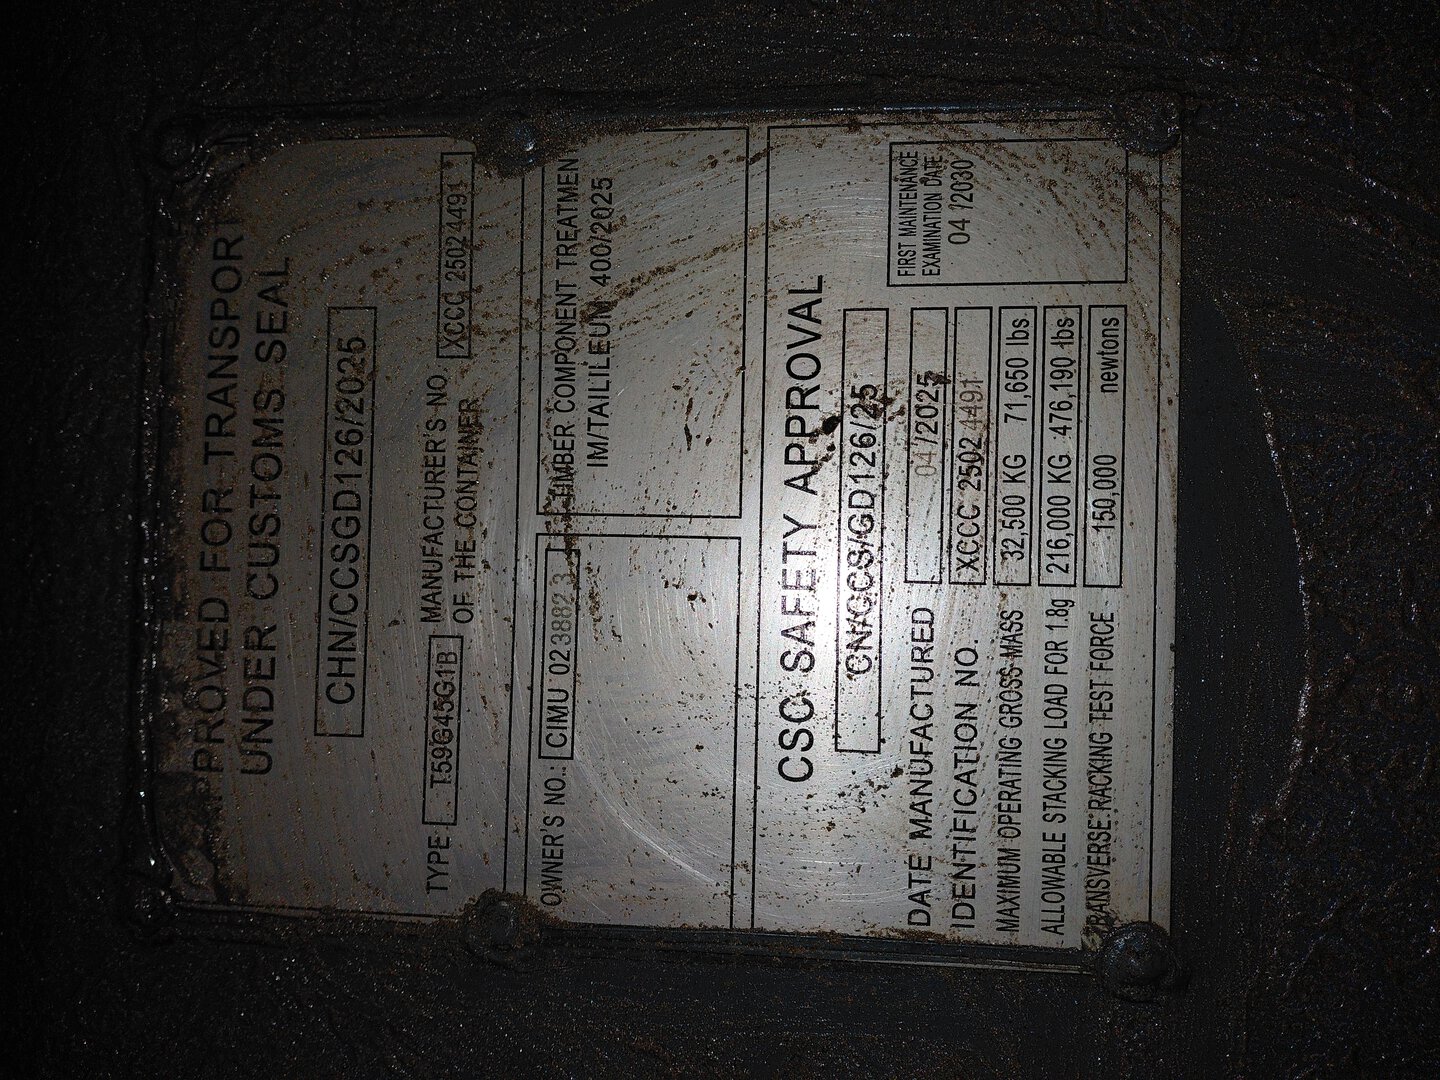 APPROVED FOR TRANSPORT
UNDER CUSTOMS SEAL
CHN/CCSGD126/2025
TYPE T59G45G1B MANUFACTURER'S NO. OF THE CONTAINER XCCC 2502 4491
OWNER'S NO.: CIMU 023882 3
TIMBER COMPONENT TREATMEN
IM/TAILILEUM 400/2025
CSC SAFETY APPROVAL
CN/CCS/GD126/25
DATE MANUFACTURED 04 /2025
IDENTIFICATION NO. XCCC 2502 4491
MAXIMUM OPERATING GROSS MASS 32,500 KG 71,650 lbs
ALLOWABLE STACKING LOAD FOR 1.8g 216,000 KG 476,190 lbs
TRANSVERSE RACKING TEST FORCE 150,000 newtons
FIRST MAINTENANCE
EXAMINATION DATE
04 /2030